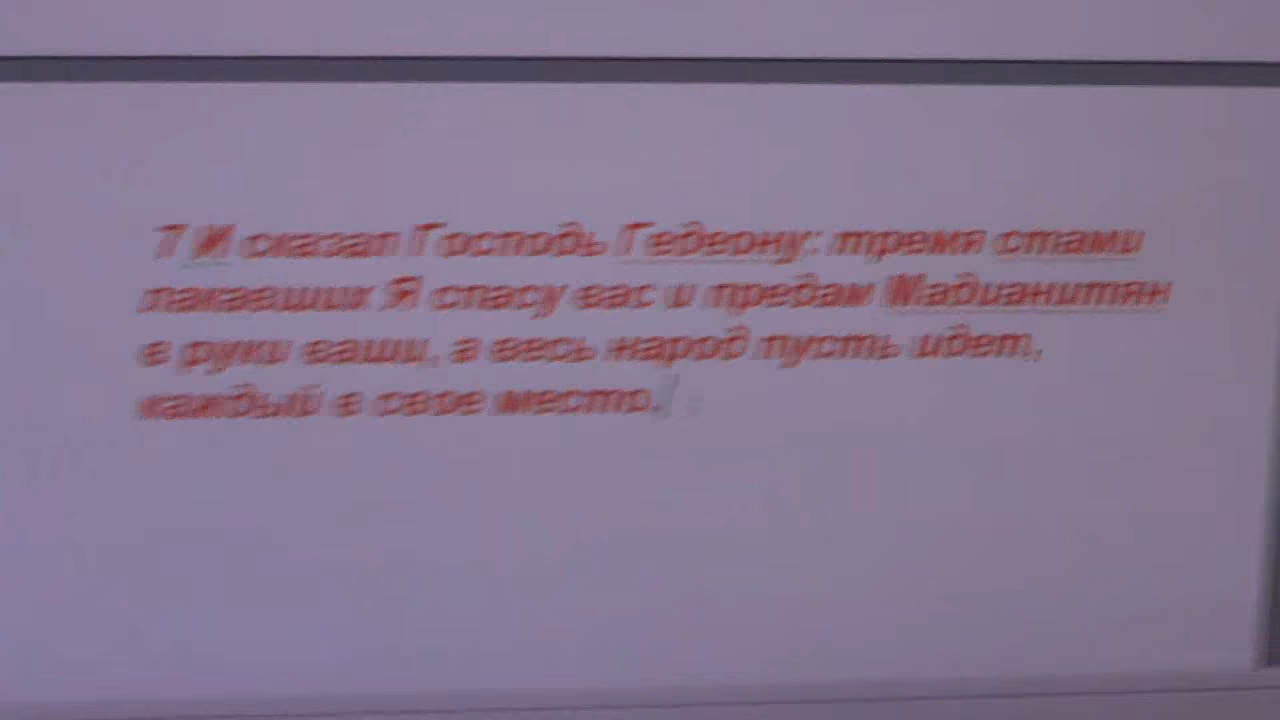 7 И сказал Господь Гедеону: тремя стами
лакавших Я спасу вас и предам Мадианитян
в руки ваши, а весь народ пусть идет,
каждый в свое место.